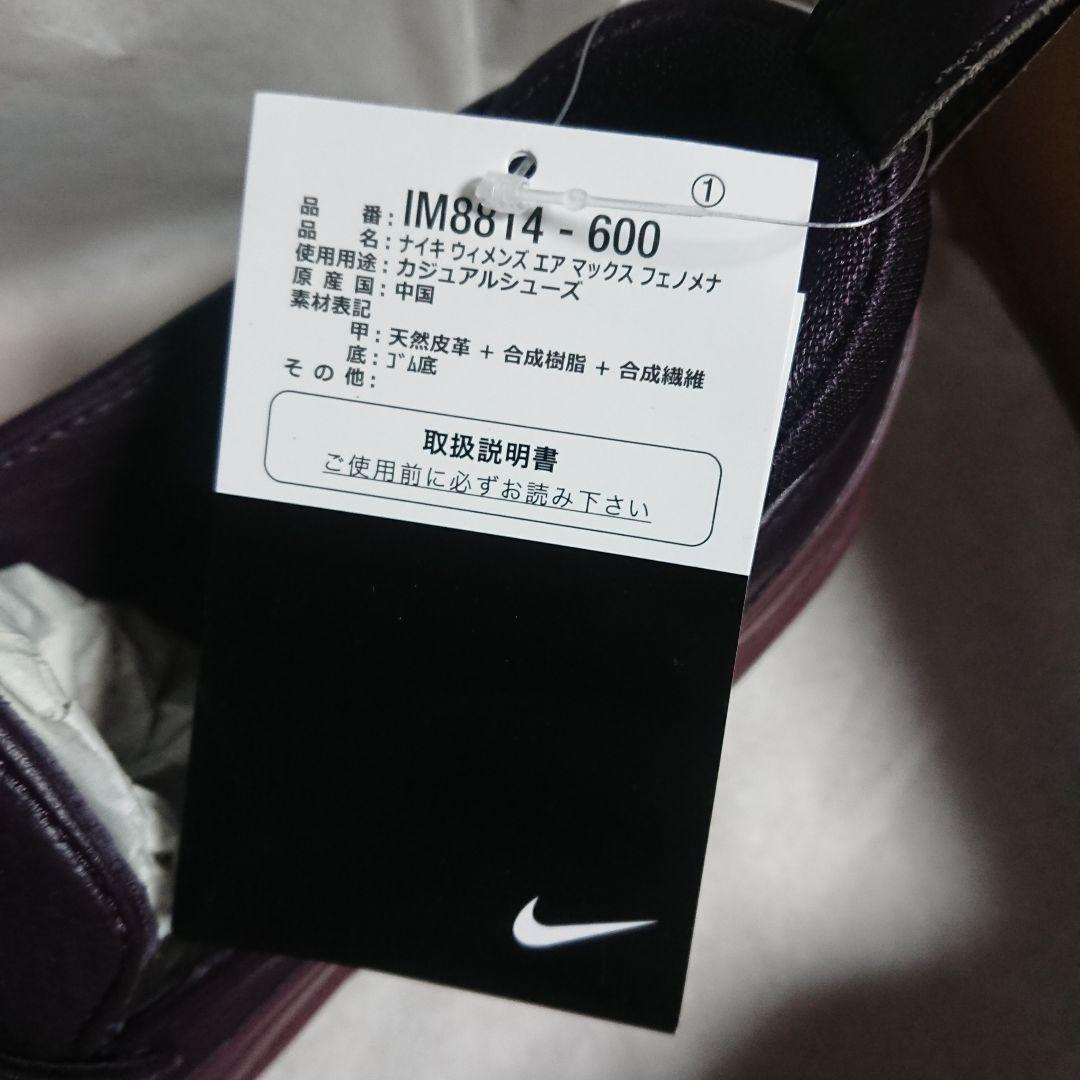 ①
品番: IM8814-600
品名: ナイキ ウィメンズ エア マックス フェノメナ
使用用途: カジュアルシューズ
原産国: 中国
素材表記
甲: 天然皮革 + 合成樹脂 + 合成繊維
底: ｺﾞﾑ底
その他:
取扱説明書
ご使用前に必ずお読み下さい